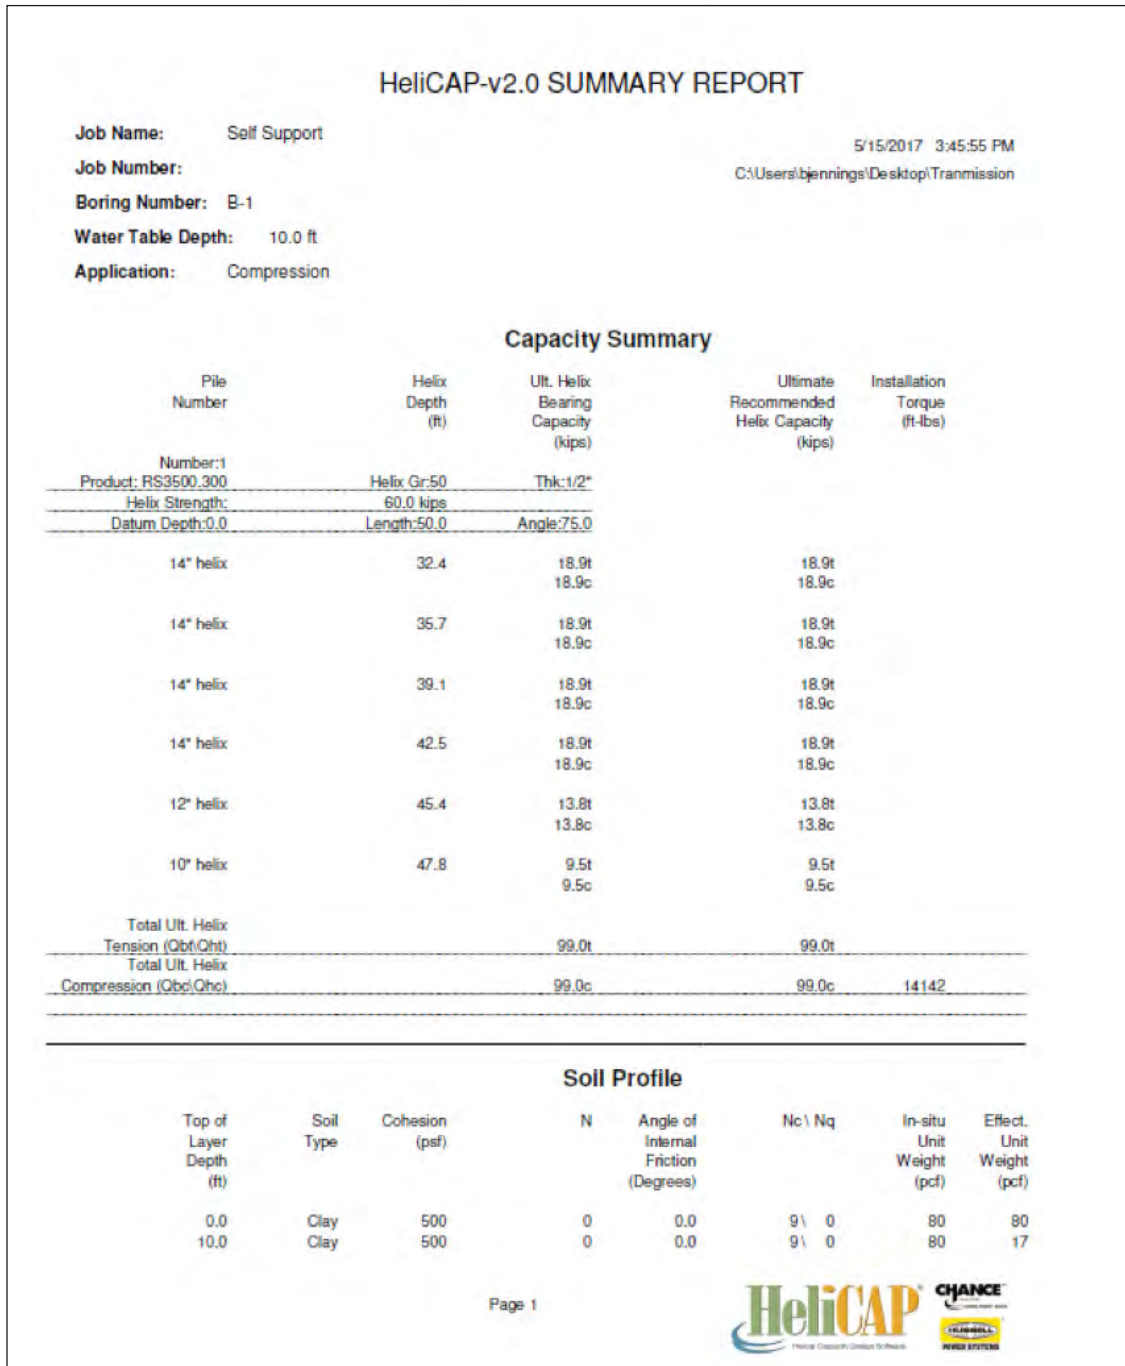 HeliCAP-v2.0 SUMMARY REPORT
Job Name: Self Support
5/15/2017 3:45:55 PM
Job Number:
C:\Users\bjennings\Desktop\Tranmission
Boring Number: B-1
Water Table Depth: 10.0 ft
Application: Compression
Capacity Summary
Pile Helix Ult. Helix Ultimate Installation
Number Depth Bearing Recommended Torque
(ft) Capacity Helix Capacity (ft-lbs)
(kips) (kips)
Number:1
Product: RS3500.300 Helix Gr:50 Thk:1/2"
Helix Strength: 60.0 kips
Datum Depth:0.0 Length:50.0 Angle:75.0
14" helix 32.4 18.9t 18.9t
18.9c 18.9c
14" helix 35.7 18.9t 18.9t
18.9c 18.9c
14" helix 39.1 18.9t 18.9t
18.9c 18.9c
14" helix 42.5 18.9t 18.9t
18.9c 18.9c
12" helix 45.4 13.8t 13.8t
13.8c 13.8c
10" helix 47.8 9.5t 9.5t
9.5c 9.5c
Total Ult. Helix
Tension (Qbt\Qht) 99.0t 99.0t
Total Ult. Helix
Compression (Qbc\Qhc) 99.0c 99.0c 14142
Soil Profile
Top of Soil Cohesion N Angle of Nc \ Nq In-situ Effect.
Layer Type (psf) Internal Unit Unit
Depth Friction Weight Weight
(ft) (Degrees) (pcf) (pcf)
0.0 Clay 500 0 0.0 9 \ 0 80 80
10.0 Clay 500 0 0.0 9 \ 0 80 17
Page 1
HeliCAP
Helical Capacity Design Software
CHANCE
HUBBELL
POWER SYSTEMS